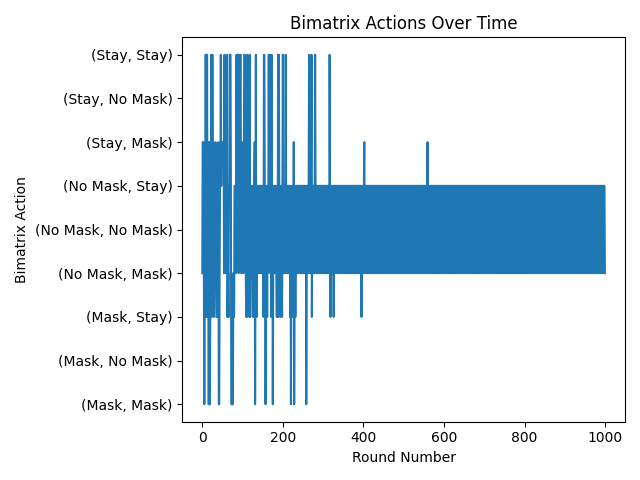 Bimatrix Actions Over Time
(Stay, Stay)
(Stay, No Mask)
(Stay, Mask)
(No Mask, Stay)
(No Mask, No Mask)
(No Mask, Mask)
(Mask, Stay)
(Mask, No Mask)
(Mask, Mask)
Bimatrix Action
0 200 400 600 800 1000
Round Number